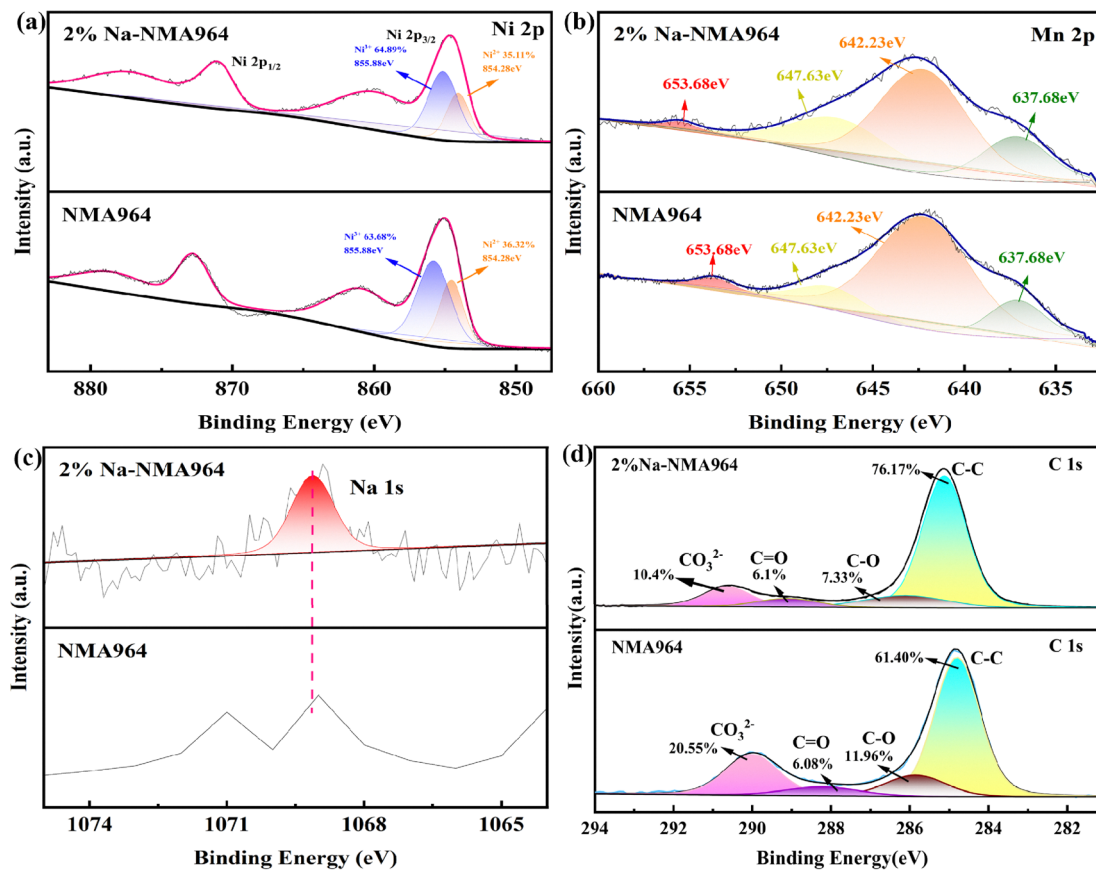 (a)
2% Na-NMA964
Ni 2p3/2
Ni 2p
Ni 2p1/2
Ni³⁺ 64.89%
855.88eV
Ni²⁺ 35.11%
854.28eV
NMA964
Ni³⁺ 63.68%
855.88eV
Ni²⁺ 36.32%
854.28eV
Intensity (a.u.)
880
870
860
850
Binding Energy (eV)
(b)
2% Na-NMA964
Mn 2p
642.23eV
647.63eV
653.68eV
637.68eV
NMA964
642.23eV
653.68eV
647.63eV
637.68eV
Intensity (a.u.)
660
655
650
645
640
635
Binding Energy (eV)
(c)
2% Na-NMA964
Na 1s
NMA964
Intensity (a.u.)
1074
1071
1068
1065
Binding Energy (eV)
(d)
2%Na-NMA964
C 1s
76.17%
C-C
CO₃²⁻
10.4%
C=O
6.1%
C-O
7.33%
NMA964
C 1s
61.40%
C-C
CO₃²⁻
20.55%
C=O
6.08%
C-O
11.96%
Intensity(a.u.)
294
292
290
288
286
284
282
Binding Energy(eV)